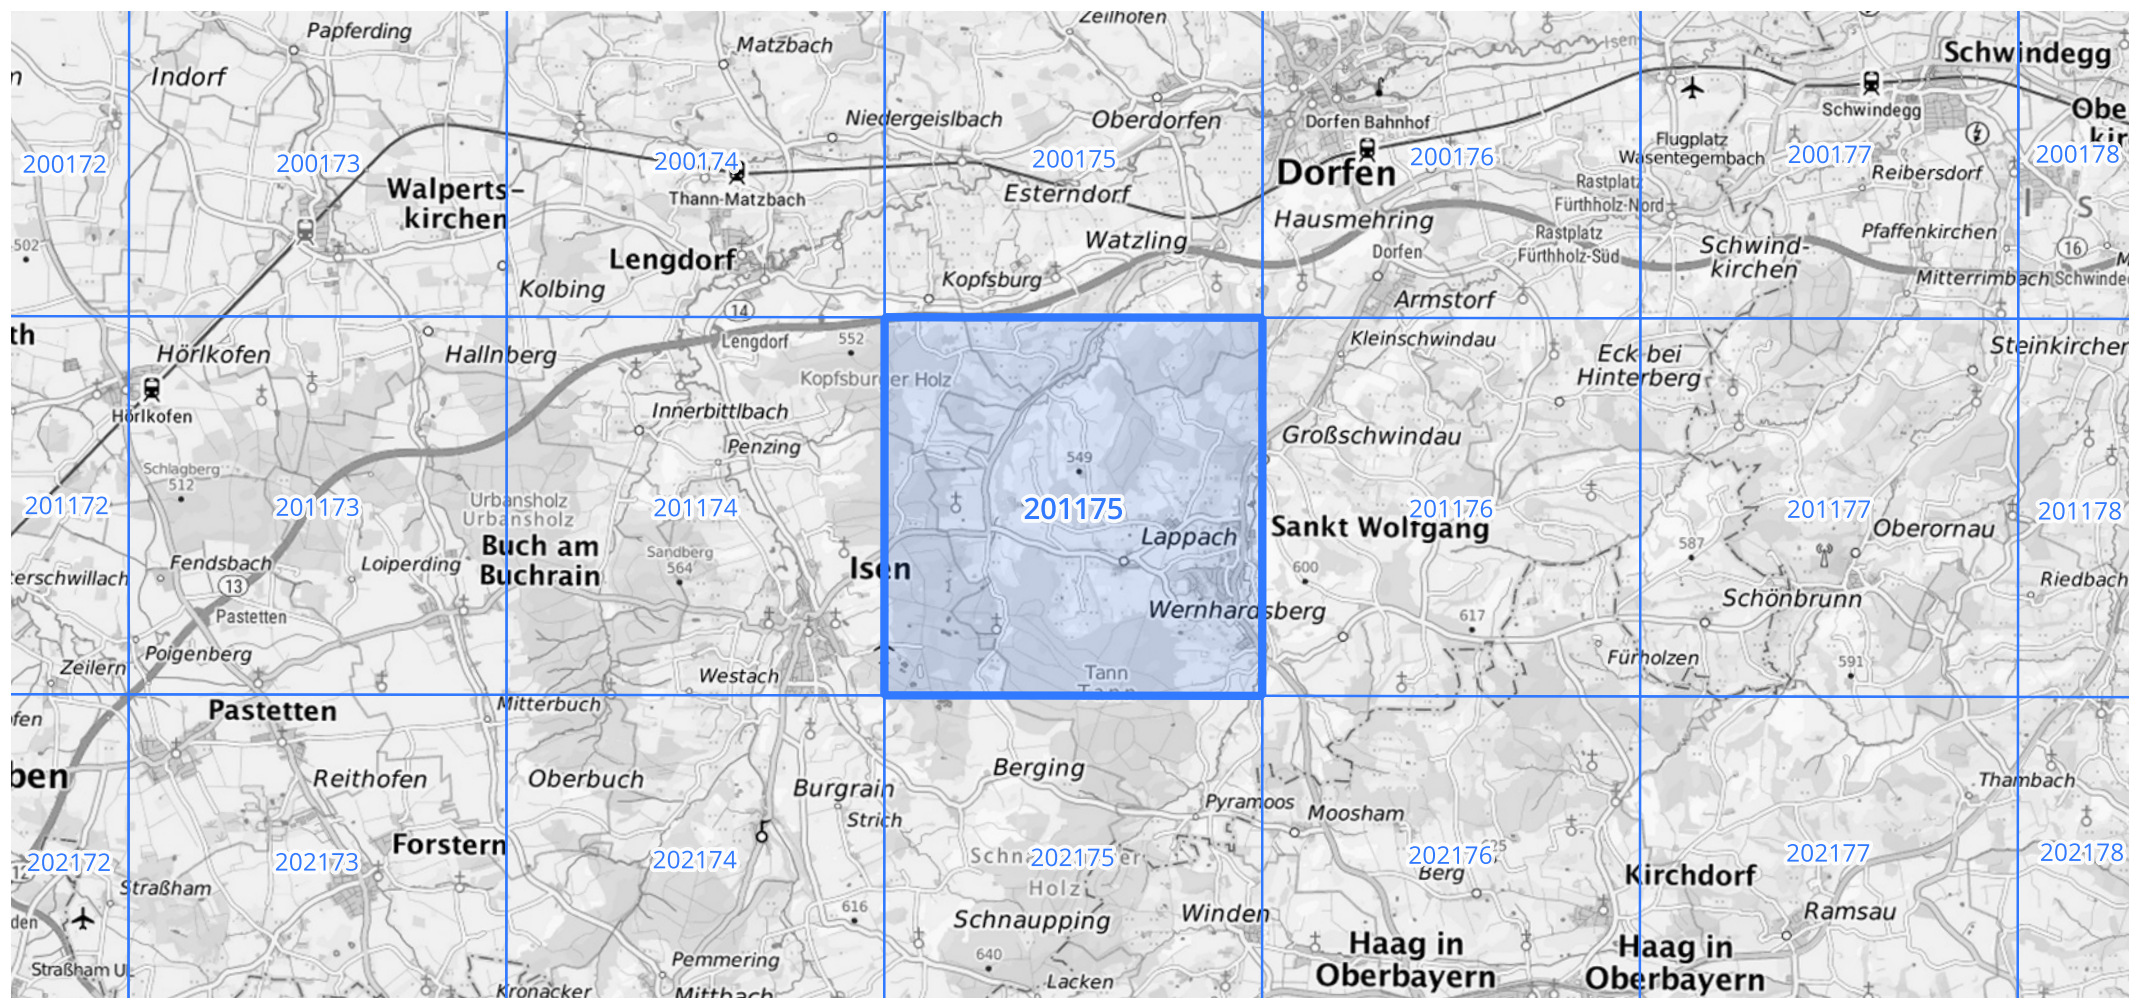 Papferding
Zeilhofen
Matzbach
Isen
Schwindegg
Indorf
Niedergeislbach
Oberdorfen
Dorfen Bahnhof
Schwindegg
Obe
kir
200172
200173
200174
200175
200176
200177
200178
Flugplatz
Wasentegernbach
Walperts-
kirchen
Thann-Matzbach
Esterndorf
Dorfen
Rastplatz
Fürthholz-Nord
Reibersdorf
I
S
502
Lengdorf
Watzling
Hausmehring
Dorfen
Rastplatz
Fürthholz-Süd
Schwind-
kirchen
Pfaffenkirchen
16
Kolbing
Kopfsburg
Armstorf
Mitterrimbach
Schwinde
14
th
Hörlkofen
Hallnberg
Lengdorf
552
Kleinschwindau
Eck bei
Hinterberg
Steinkirchen
Kopfsburger Holz
Hörlkofen
Innerbittlbach
Penzing
Großschwindau
Schlagberg
512
549
Urbansholz
Urbansholz
201172
201173
201174
201175
201176
201177
201178
Buch am
Buchrain
Sandberg
564
Isen
Lappach
Sankt Wolfgang
587
Oberornau
Fendsbach
Loiperding
terschwillach
13
Pastetten
600
Wernhardsberg
617
Schönbrunn
Riedbach
Poigenberg
Zeilern
Westach
Tann
Fürholzen
591
ofen
Pastetten
Mitterbuch
ben
Reithofen
Oberbuch
Burgrain
Strich
Berging
Pyramoos
Moosham
Thambach
Forstern
202172
202173
202174
202175
202176
202177
202178
Holz
Berg
Kirchdorf
Straßham
616
Schnaupping
Winden
Ramsau
den
Haag in
Oberbayern
Haag in
Oberbayern
Straßham UL
Pemmering
640
Lacken
Kronacker
Mittbach